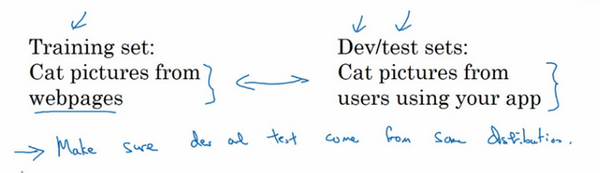 Training set:
Cat pictures from
webpages
Dev/test sets:
Cat pictures from
users using your app
→ Make sure dev and test come from same distribution.